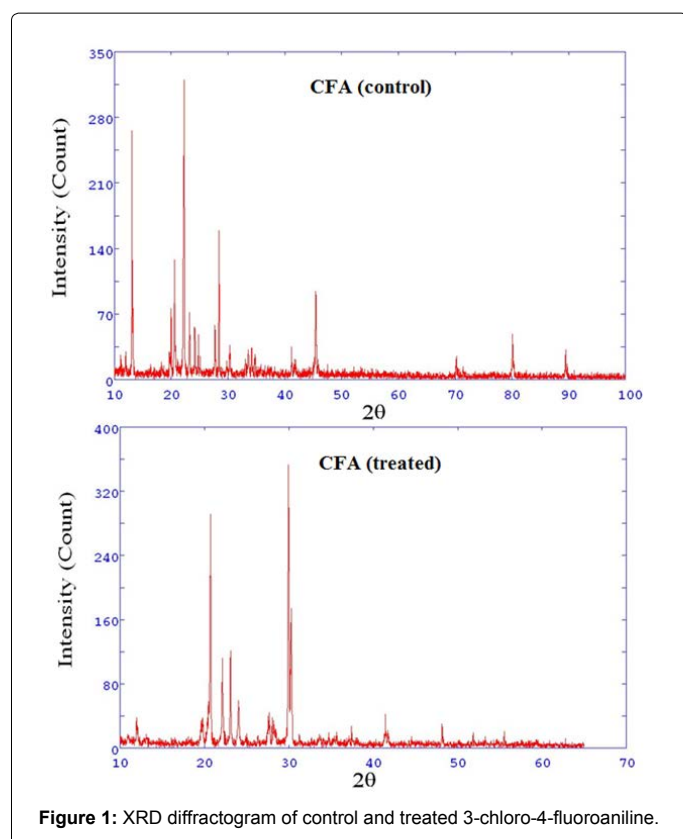 350
CFA (control)
280
Intensity (Count)
210
140
70
0
10 20 30 40 50 60 70 80 90 100
2θ
400
CFA (treated)
320
Intensity (Count)
240
160
80
0
10 20 30 40 50 60 70
2θ
Figure 1: XRD diffractogram of control and treated 3-chloro-4-fluoroaniline.